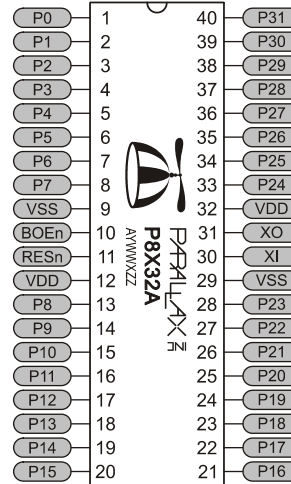 P0 1 40 P31
P1 2 39 P30
P2 3 38 P29
P3 4 37 P28
P4 5 36 P27
P5 6 35 P26
P6 7 34 P25
P7 8 33 P24
VSS 9 32 VDD
BOEn 10 31 XO
RESn 11 30 XI
VDD 12 29 VSS
P8 13 28 P23
P9 14 27 P22
P10 15 26 P21
P11 16 25 P20
P12 17 24 P19
P13 18 23 P18
P14 19 22 P17
P15 20 21 P16
PARALLAX
P8X32A
AYWW/XZZ